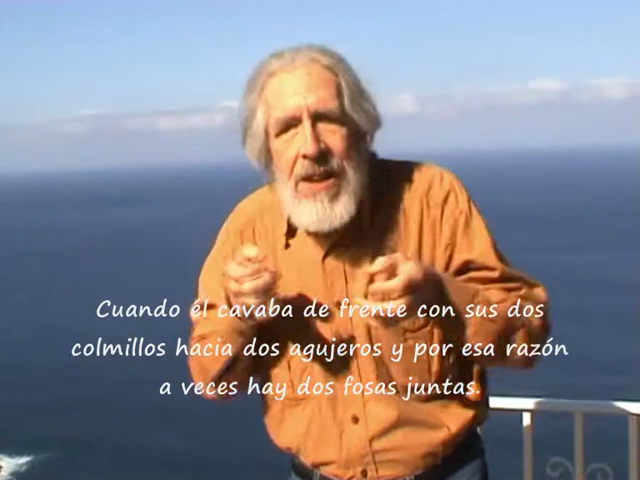 Cuando él cavaba de frente con sus dos
colmillos hacia dos agujeros y por esa razón
a veces hay dos fosas juntas.